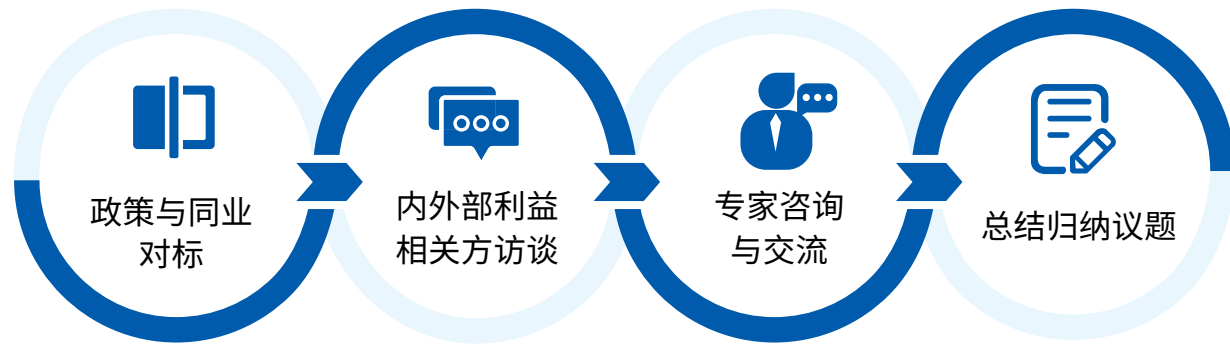 政策与同业
对标
内外部利益
相关方访谈
专家咨询
与交流
总结归纳议题